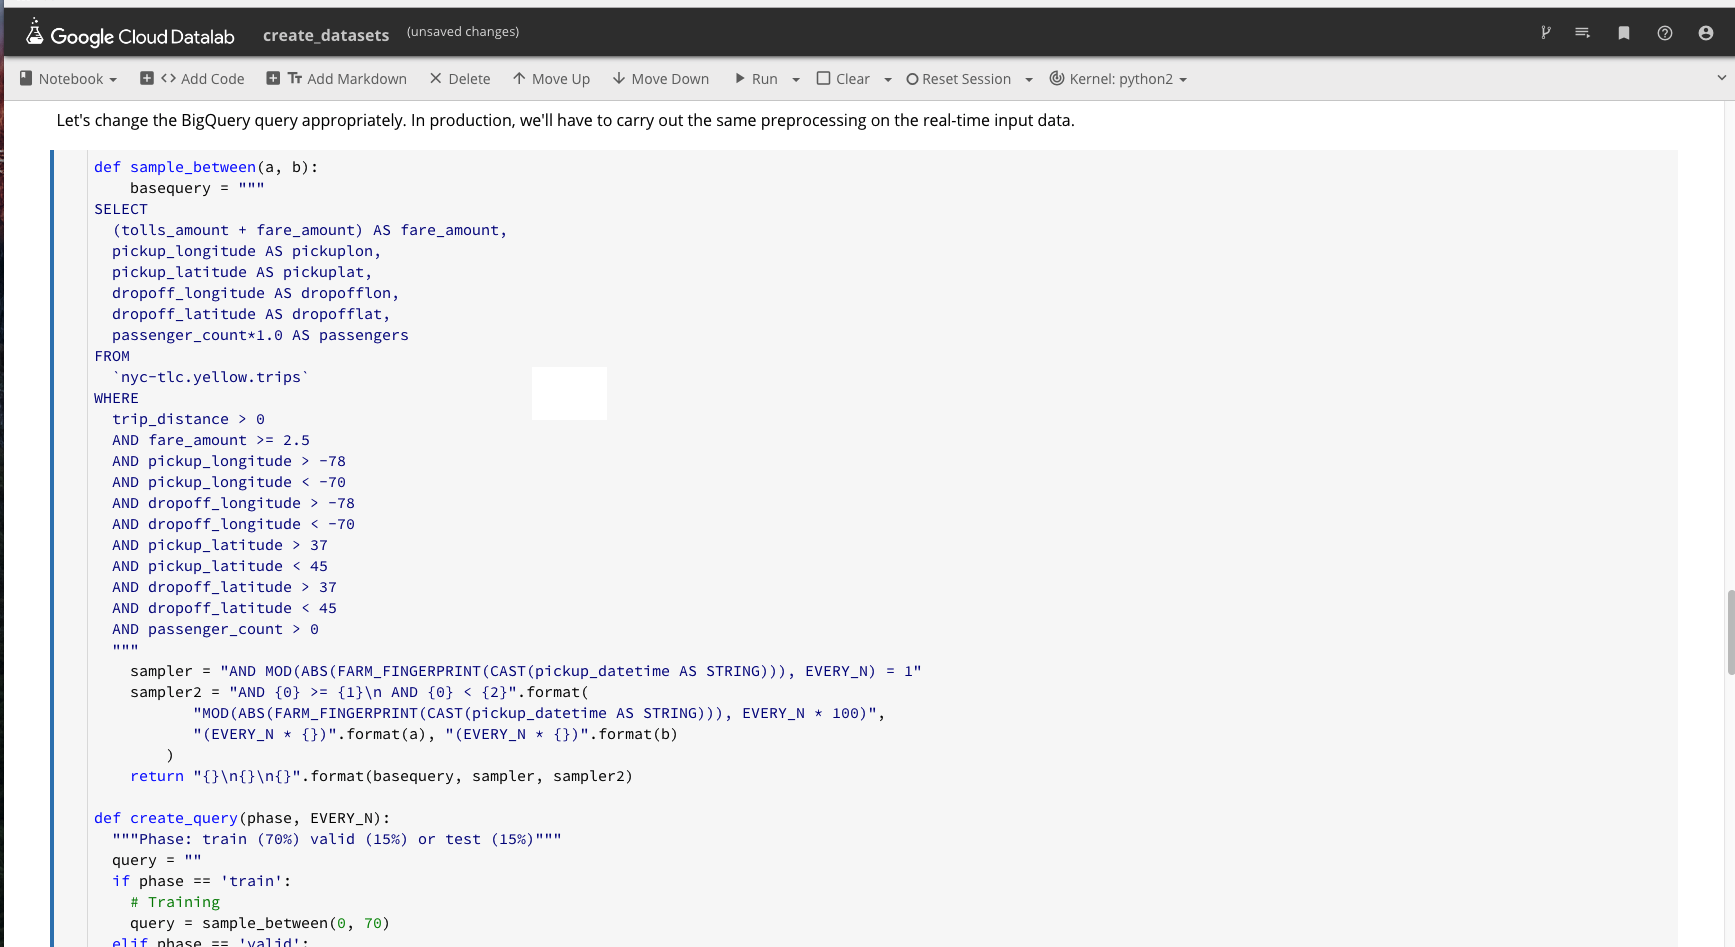 Google Cloud Datalab create_datasets (unsaved changes)
Notebook <> Add Code Tт Add Markdown Delete Move Up Move Down Run Clear Reset Session Kernel: python2
Let's change the BigQuery query appropriately. In production, we'll have to carry out the same preprocessing on the real-time input data.
def sample_between(a, b):
    basequery = """
SELECT
  (tolls_amount + fare_amount) AS fare_amount,
  pickup_longitude AS pickuplon,
  pickup_latitude AS pickuplat,
  dropoff_longitude AS dropofflon,
  dropoff_latitude AS dropofflat,
  passenger_count*1.0 AS passengers
FROM
  `nyc-tlc.yellow.trips`
WHERE
  trip_distance > 0
  AND fare_amount >= 2.5
  AND pickup_longitude > -78
  AND pickup_longitude < -70
  AND dropoff_longitude > -78
  AND dropoff_longitude < -70
  AND pickup_latitude > 37
  AND pickup_latitude < 45
  AND dropoff_latitude > 37
  AND dropoff_latitude < 45
  AND passenger_count > 0
  """
    sampler = "AND MOD(ABS(FARM_FINGERPRINT(CAST(pickup_datetime AS STRING))), EVERY_N) = 1"
    sampler2 = "AND {0} >= {1}\n AND {0} < {2}".format(
           "MOD(ABS(FARM_FINGERPRINT(CAST(pickup_datetime AS STRING))), EVERY_N * 100)",
           "(EVERY_N * {})".format(a), "(EVERY_N * {})".format(b)
        )
    return "{}\n{}\n{}".format(basequery, sampler, sampler2)

def create_query(phase, EVERY_N):
  """Phase: train (70%) valid (15%) or test (15%)"""
  query = ""
  if phase == 'train':
    # Training
    query = sample_between(0, 70)
  elif phase == 'valid':